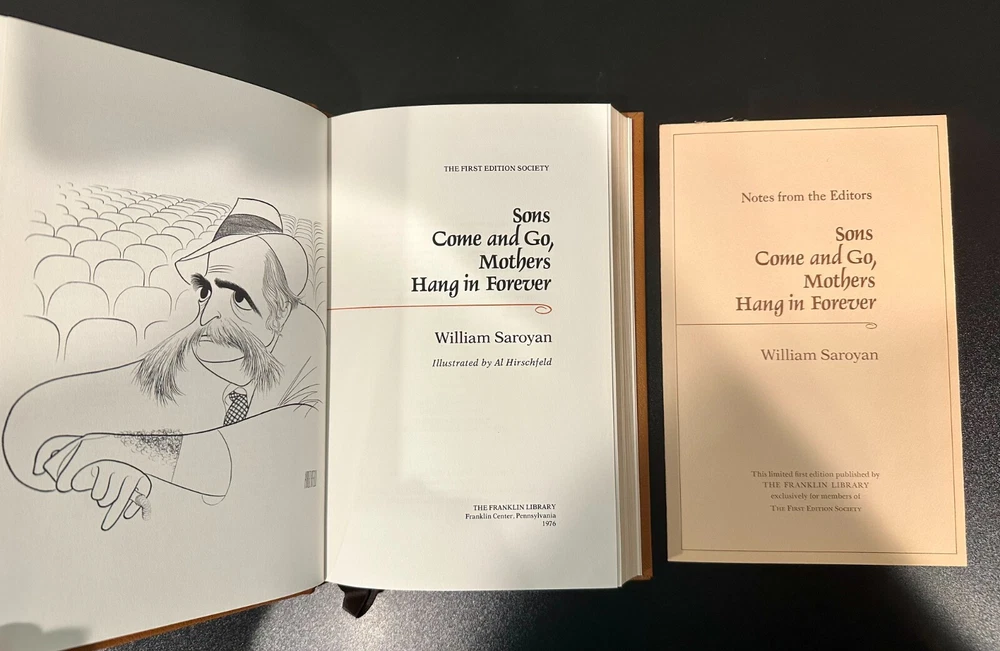 THE FIRST EDITION SOCIETY
Sons
Come and Go,
Mothers
Hang in Forever
William Saroyan
Illustrated by Al Hirschfeld
THE FRANKLIN LIBRARY
Franklin Center, Pennsylvania
1976
Notes from the Editors
Sons
Come and Go,
Mothers
Hang in Forever
William Saroyan
This limited first edition published by
THE FRANKLIN LIBRARY
exclusively for members of
THE FIRST EDITION SOCIETY